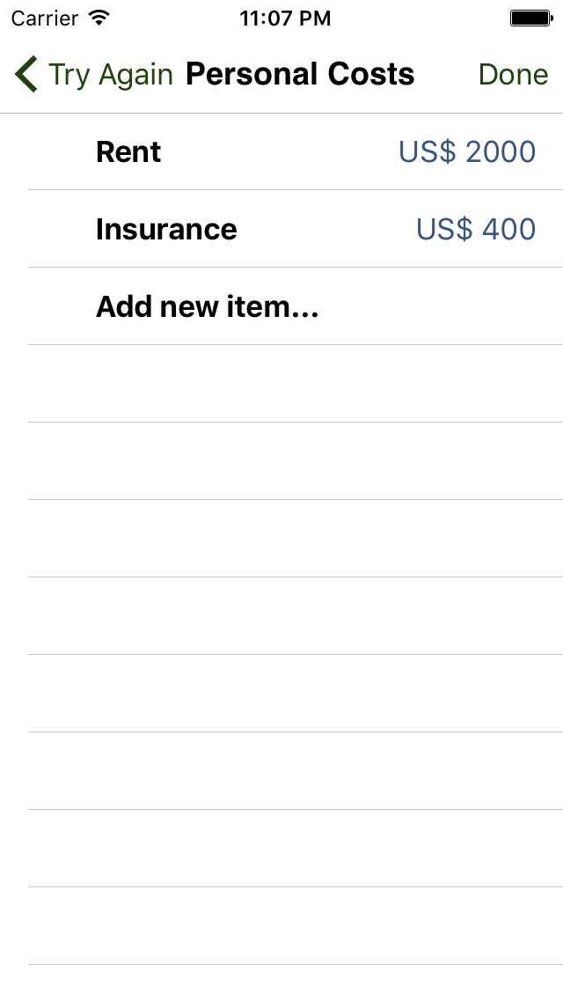 Carrier 11:07 PM
Try Again Personal Costs Done
Rent US$ 2000
Insurance US$ 400
Add new item...